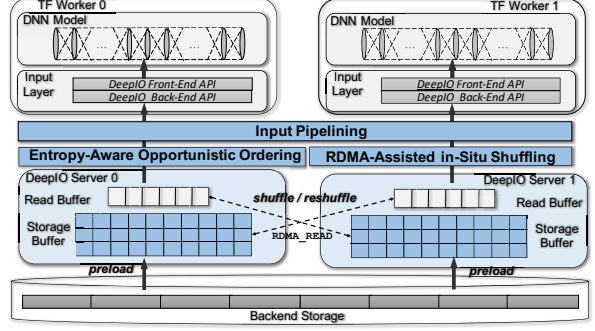 TF Worker 0
DNN Model
... ...
Input
Layer
DeepIO Front-End API
DeepIO Back-End API
TF Worker 1
DNN Model
... ...
Input
Layer
DeepIO Front-End API
DeepIO Back-End API
Input Pipelining
Entropy-Aware Opportunistic Ordering
RDMA-Assisted in-Situ Shuffling
DeepIO Server 0
Read Buffer
Storage
Buffer
shuffle / reshuffle
RDMA_READ
DeepIO Server 1
Read Buffer
Storage
Buffer
preload
preload
Backend Storage